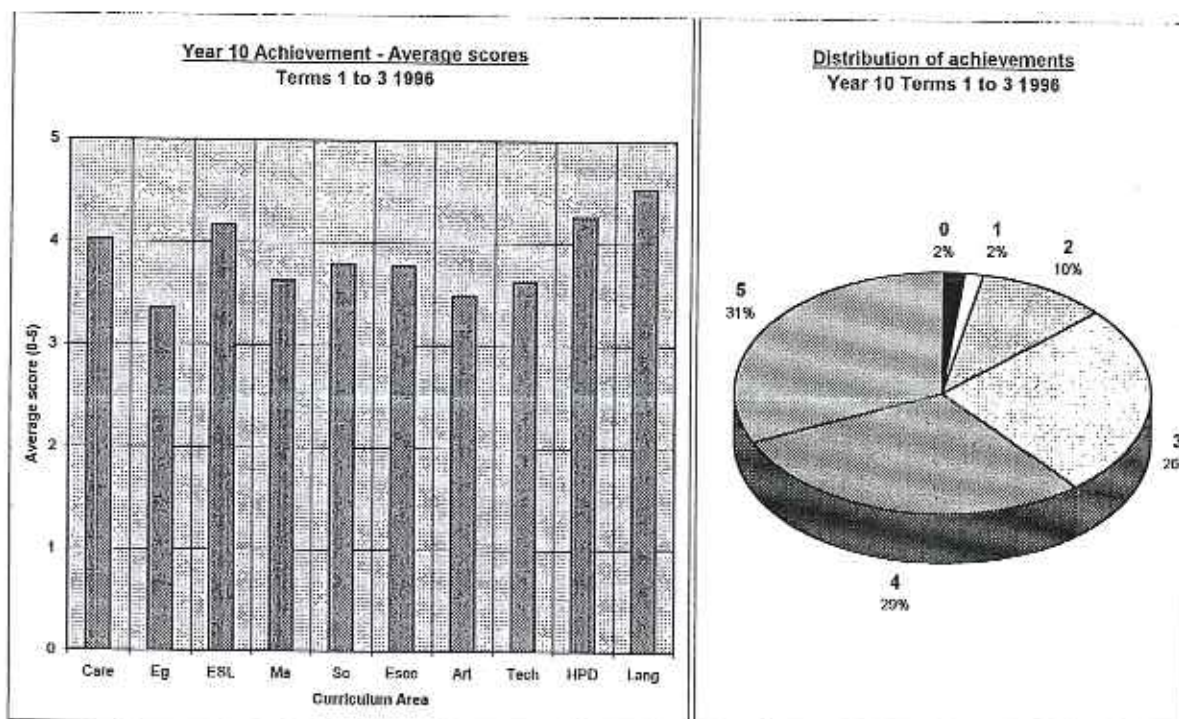 Year 10 Achievement - Average scores
Terms 1 to 3 1996
5
4
3
2
1
0
Average score (0-5)
Care Eg ESL Ma Sc Esoc Art Tech HPD Lang
Curriculum Area
Distribution of achievements
Year 10 Terms 1 to 3 1996
0
2%
1
2%
2
10%
3
4
29%
5
31%